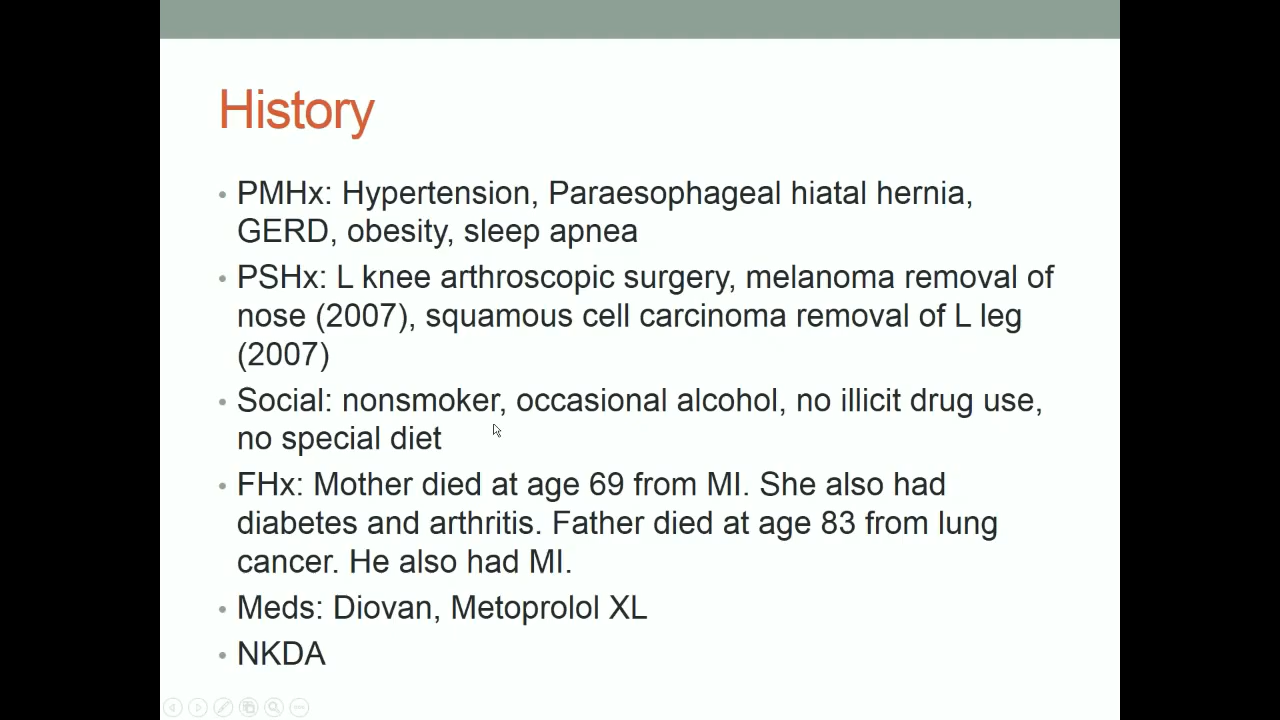 History
• PMHx: Hypertension, Paraesophageal hiatal hernia,
GERD, obesity, sleep apnea
• PSHx: L knee arthroscopic surgery, melanoma removal of
nose (2007), squamous cell carcinoma removal of L leg
(2007)
• Social: nonsmoker, occasional alcohol, no illicit drug use,
no special diet
• FHx: Mother died at age 69 from MI. She also had
diabetes and arthritis. Father died at age 83 from lung
cancer. He also had MI.
• Meds: Diovan, Metoprolol XL
• NKDA